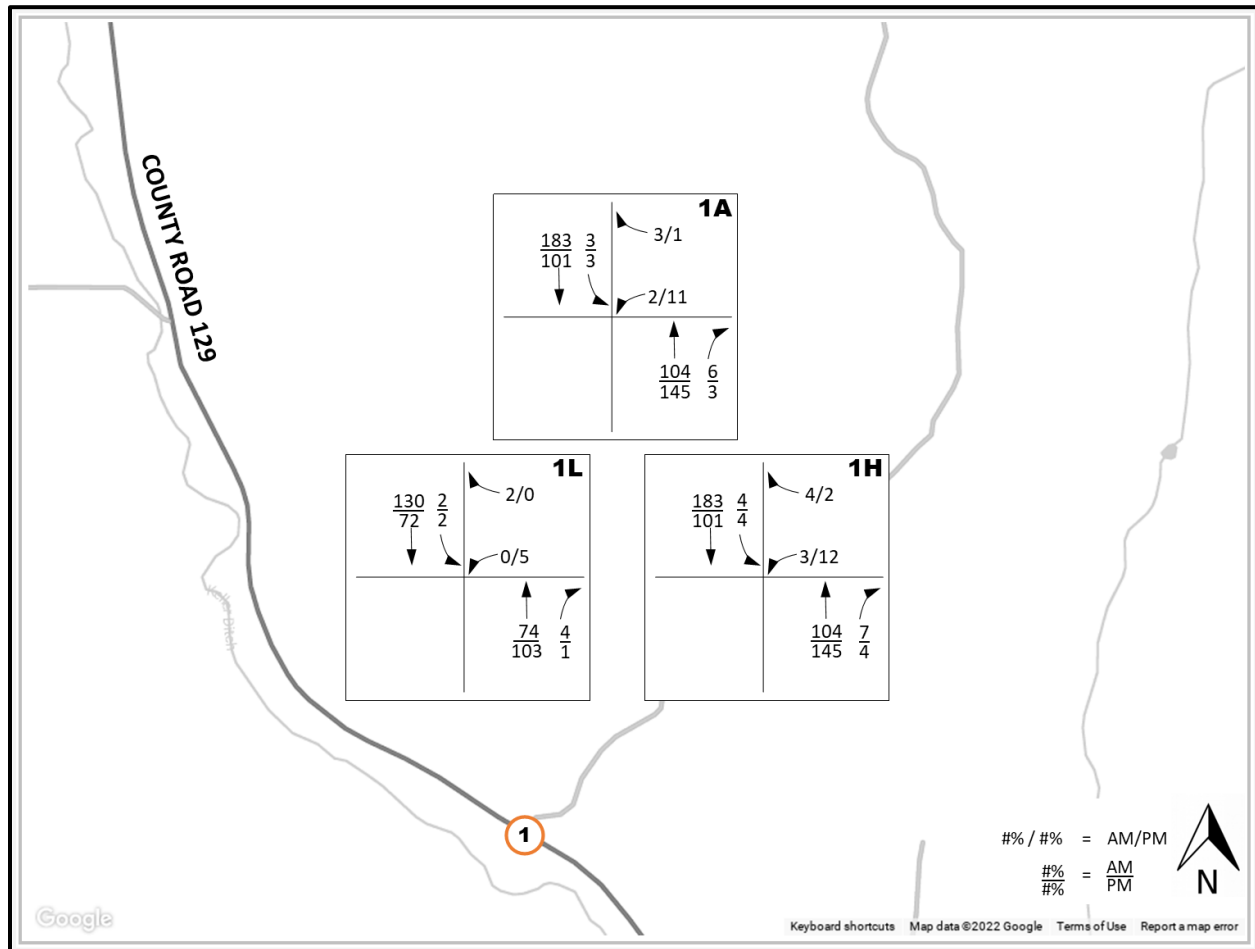 COUNTY ROAD 129
1A
3/1
183 3
101 3
2/11
104 6
145 3
1L
2/0
130 2
72 2
0/5
74 4
103 1
1H
4/2
183 4
101 4
3/12
104 7
145 4
Keller Ditch
1
#% / #% = AM/PM
#% = AM
#% PM
N
Google
Keyboard shortcuts Map data ©2022 Google Terms of Use Report a map error